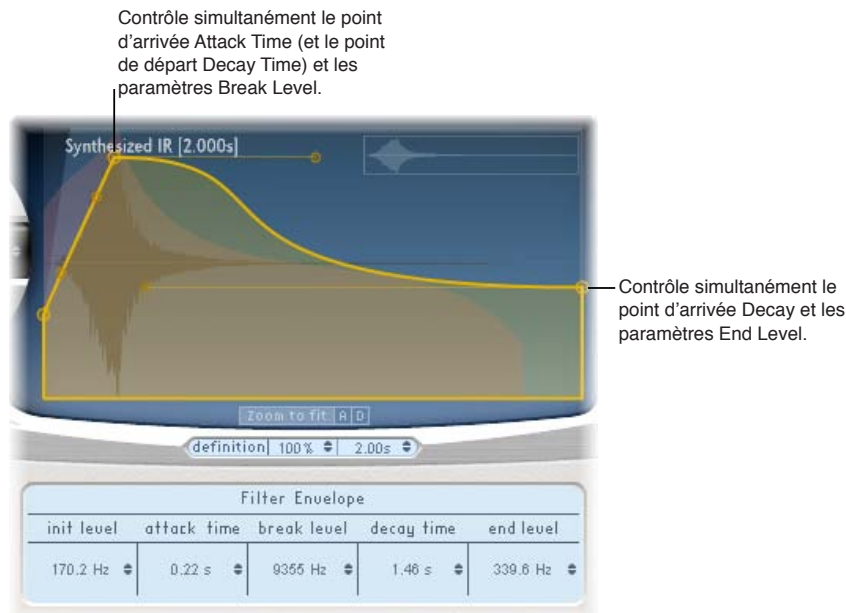 Contrôle simultanément le point
d’arrivée Attack Time (et le point
de départ Decay Time) et les
paramètres Break Level.
Synthesized IR [2.000s]
Contrôle simultanément le
point d’arrivée Decay et les
paramètres End Level.
Zoom to fit A D
definition 100% 2.00s
Filter Envelope
init level attack time break level decay time end level
170.2 Hz 0.22 s 9355 Hz 1.46 s 339.6 Hz